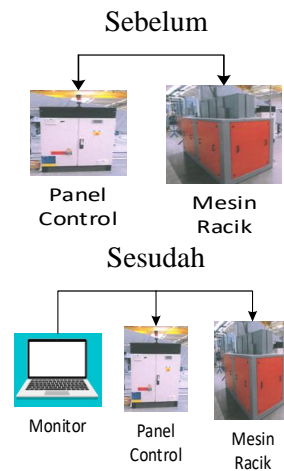 Sebelum
Panel
Control
Mesin
Racik
Sesudah
Monitor
Panel
Control
Mesin
Racik